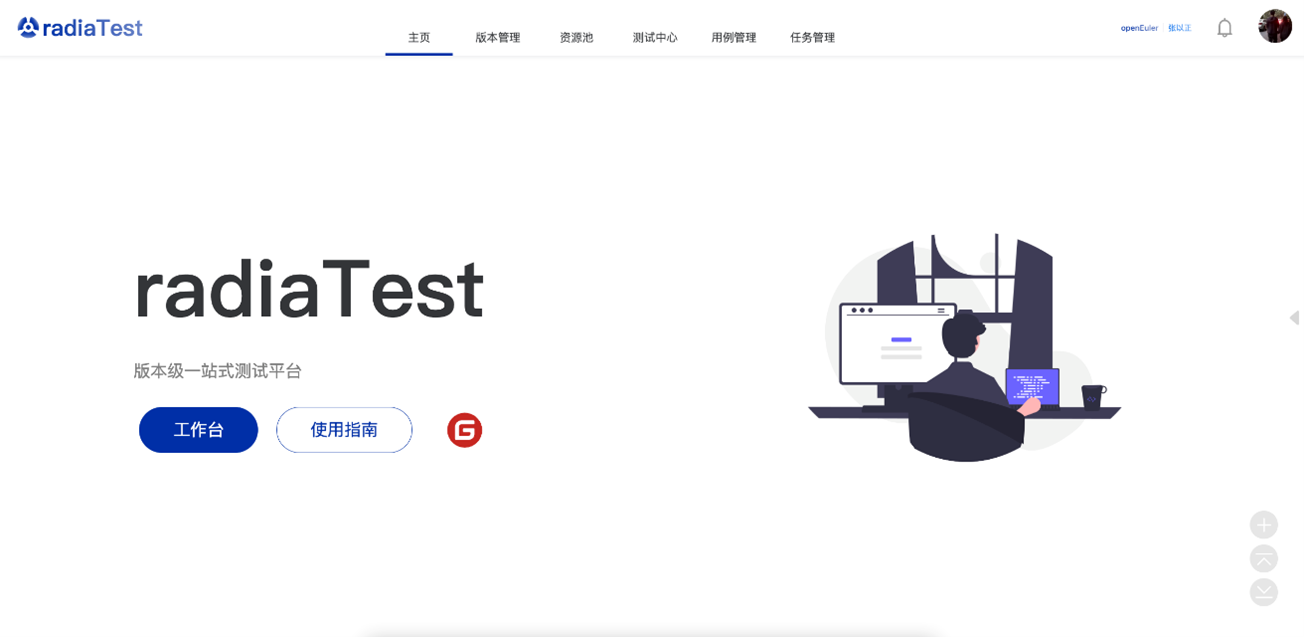 radiaTest
主页 版本管理 资源池 测试中心 用例管理 任务管理
openEuler 张以正
radiaTest
版本级一站式测试平台
工作台 使用指南 G